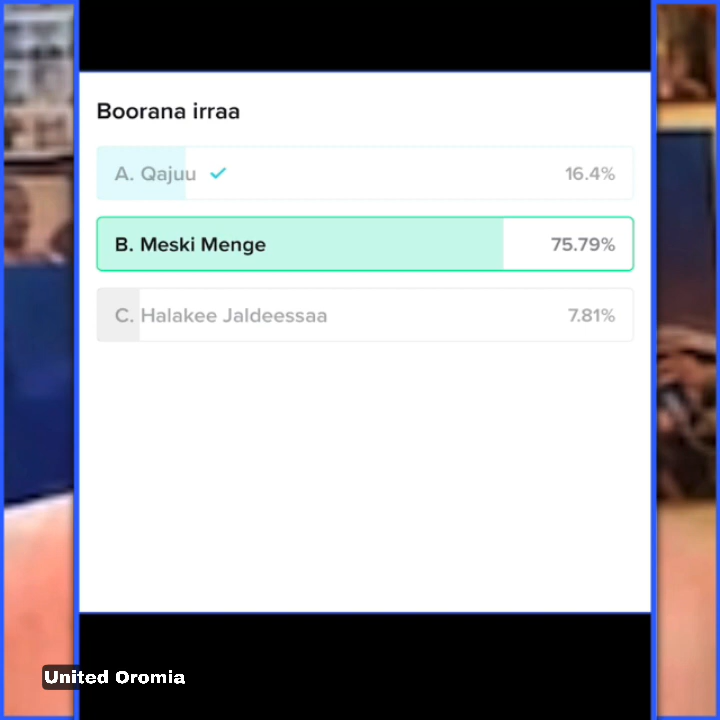 Boorana irraa
A. Qajuu 16.4%
B. Meski Menge 75.79%
C. Halakee Jaldeessaa 7.81%
United Oromia